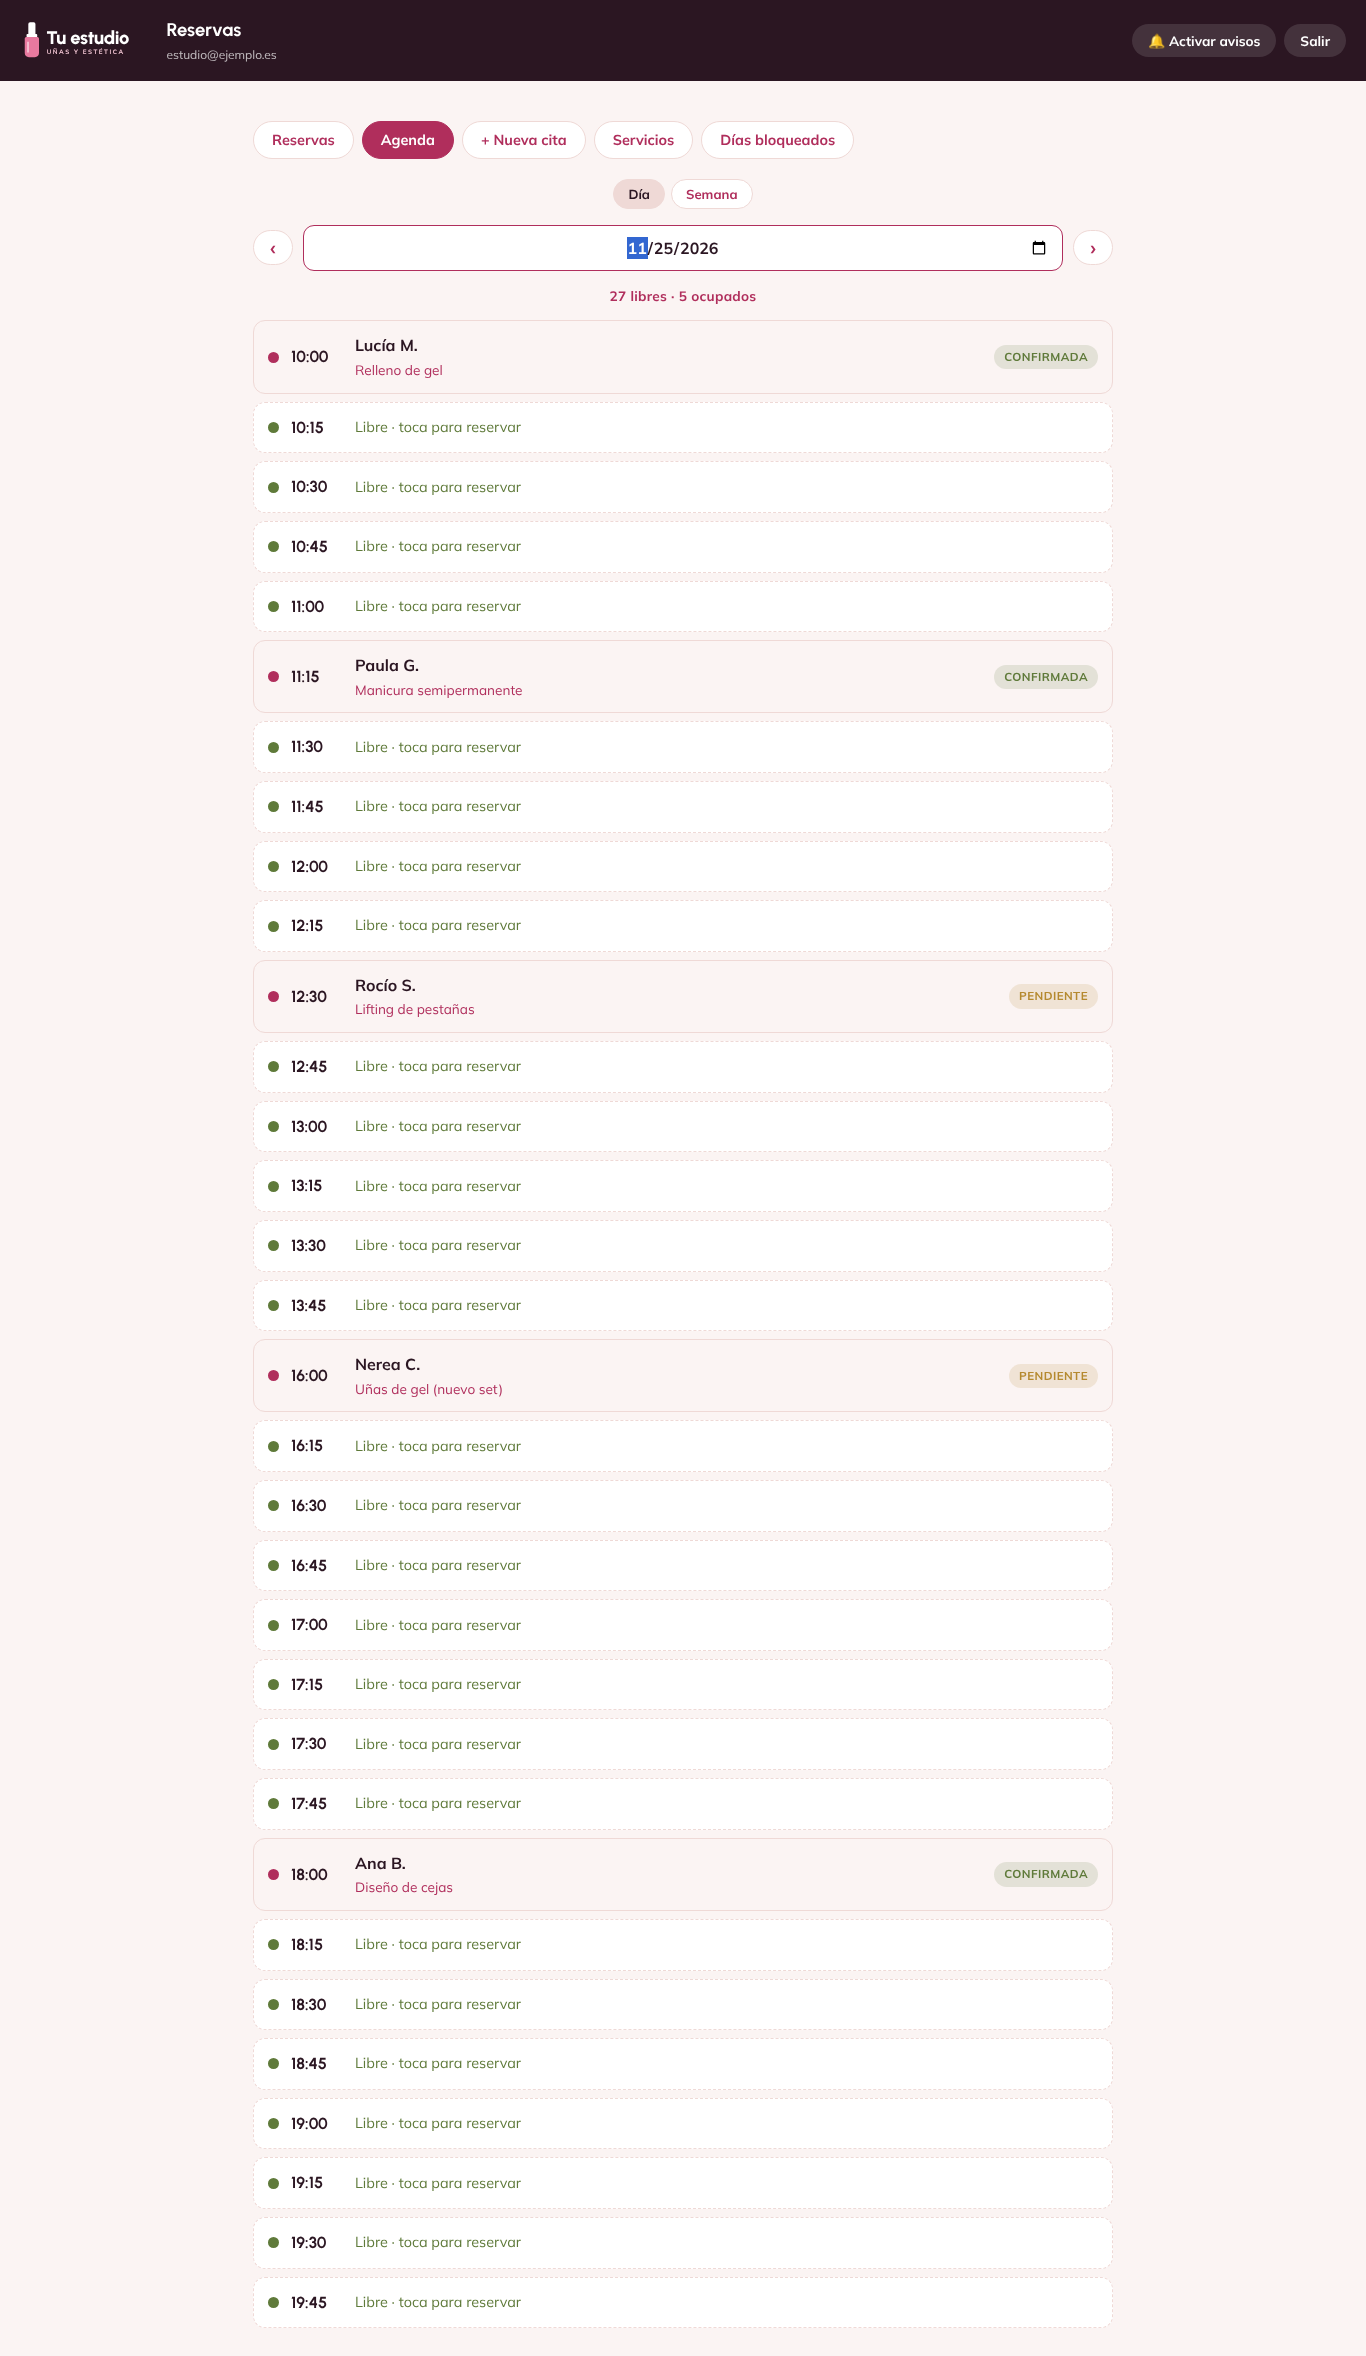 Tu estudio
UÑAS Y ESTÉTICA
Reservas
estudio@ejemplo.es
🔔 Activar avisos
Salir
Reservas
Agenda
+ Nueva cita
Servicios
Días bloqueados
Día
Semana
‹
11/25/2026
›
27 libres · 5 ocupados
10:00
Lucía M.
Relleno de gel
CONFIRMADA
10:15 Libre · toca para reservar
10:30 Libre · toca para reservar
10:45 Libre · toca para reservar
11:00 Libre · toca para reservar
11:15
Paula G.
Manicura semipermanente
CONFIRMADA
11:30 Libre · toca para reservar
11:45 Libre · toca para reservar
12:00 Libre · toca para reservar
12:15 Libre · toca para reservar
12:30
Rocío S.
Lifting de pestañas
PENDIENTE
12:45 Libre · toca para reservar
13:00 Libre · toca para reservar
13:15 Libre · toca para reservar
13:30 Libre · toca para reservar
13:45 Libre · toca para reservar
16:00
Nerea C.
Uñas de gel (nuevo set)
PENDIENTE
16:15 Libre · toca para reservar
16:30 Libre · toca para reservar
16:45 Libre · toca para reservar
17:00 Libre · toca para reservar
17:15 Libre · toca para reservar
17:30 Libre · toca para reservar
17:45 Libre · toca para reservar
18:00
Ana B.
Diseño de cejas
CONFIRMADA
18:15 Libre · toca para reservar
18:30 Libre · toca para reservar
18:45 Libre · toca para reservar
19:00 Libre · toca para reservar
19:15 Libre · toca para reservar
19:30 Libre · toca para reservar
19:45 Libre · toca para reservar